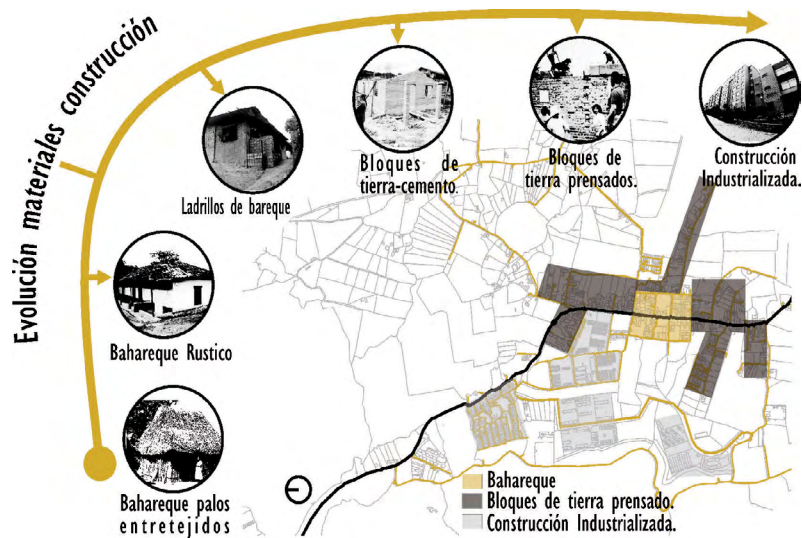 Evolución materiales construcción
Bahareque palos
entretejidos
Bahareque Rustico
Ladrillos de bareque
Bloques de
tierra-cemento.
Bloques de
tierra prensados.
Construcción
Industrializada.
Bahareque
Bloques de tierra prensado.
Construcción Industrializada.